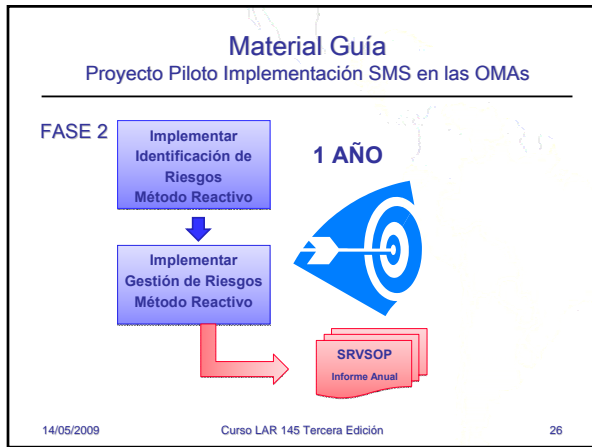 Material Guía
Proyecto Piloto Implementación SMS en las OMAs
FASE 2
Implementar
Identificación de
Riesgos
Método Reactivo
1 AÑO
Implementar
Gestión de Riesgos
Método Reactivo
SRVSOP
Informe Anual
14/05/2009
Curso LAR 145 Tercera Edición
26